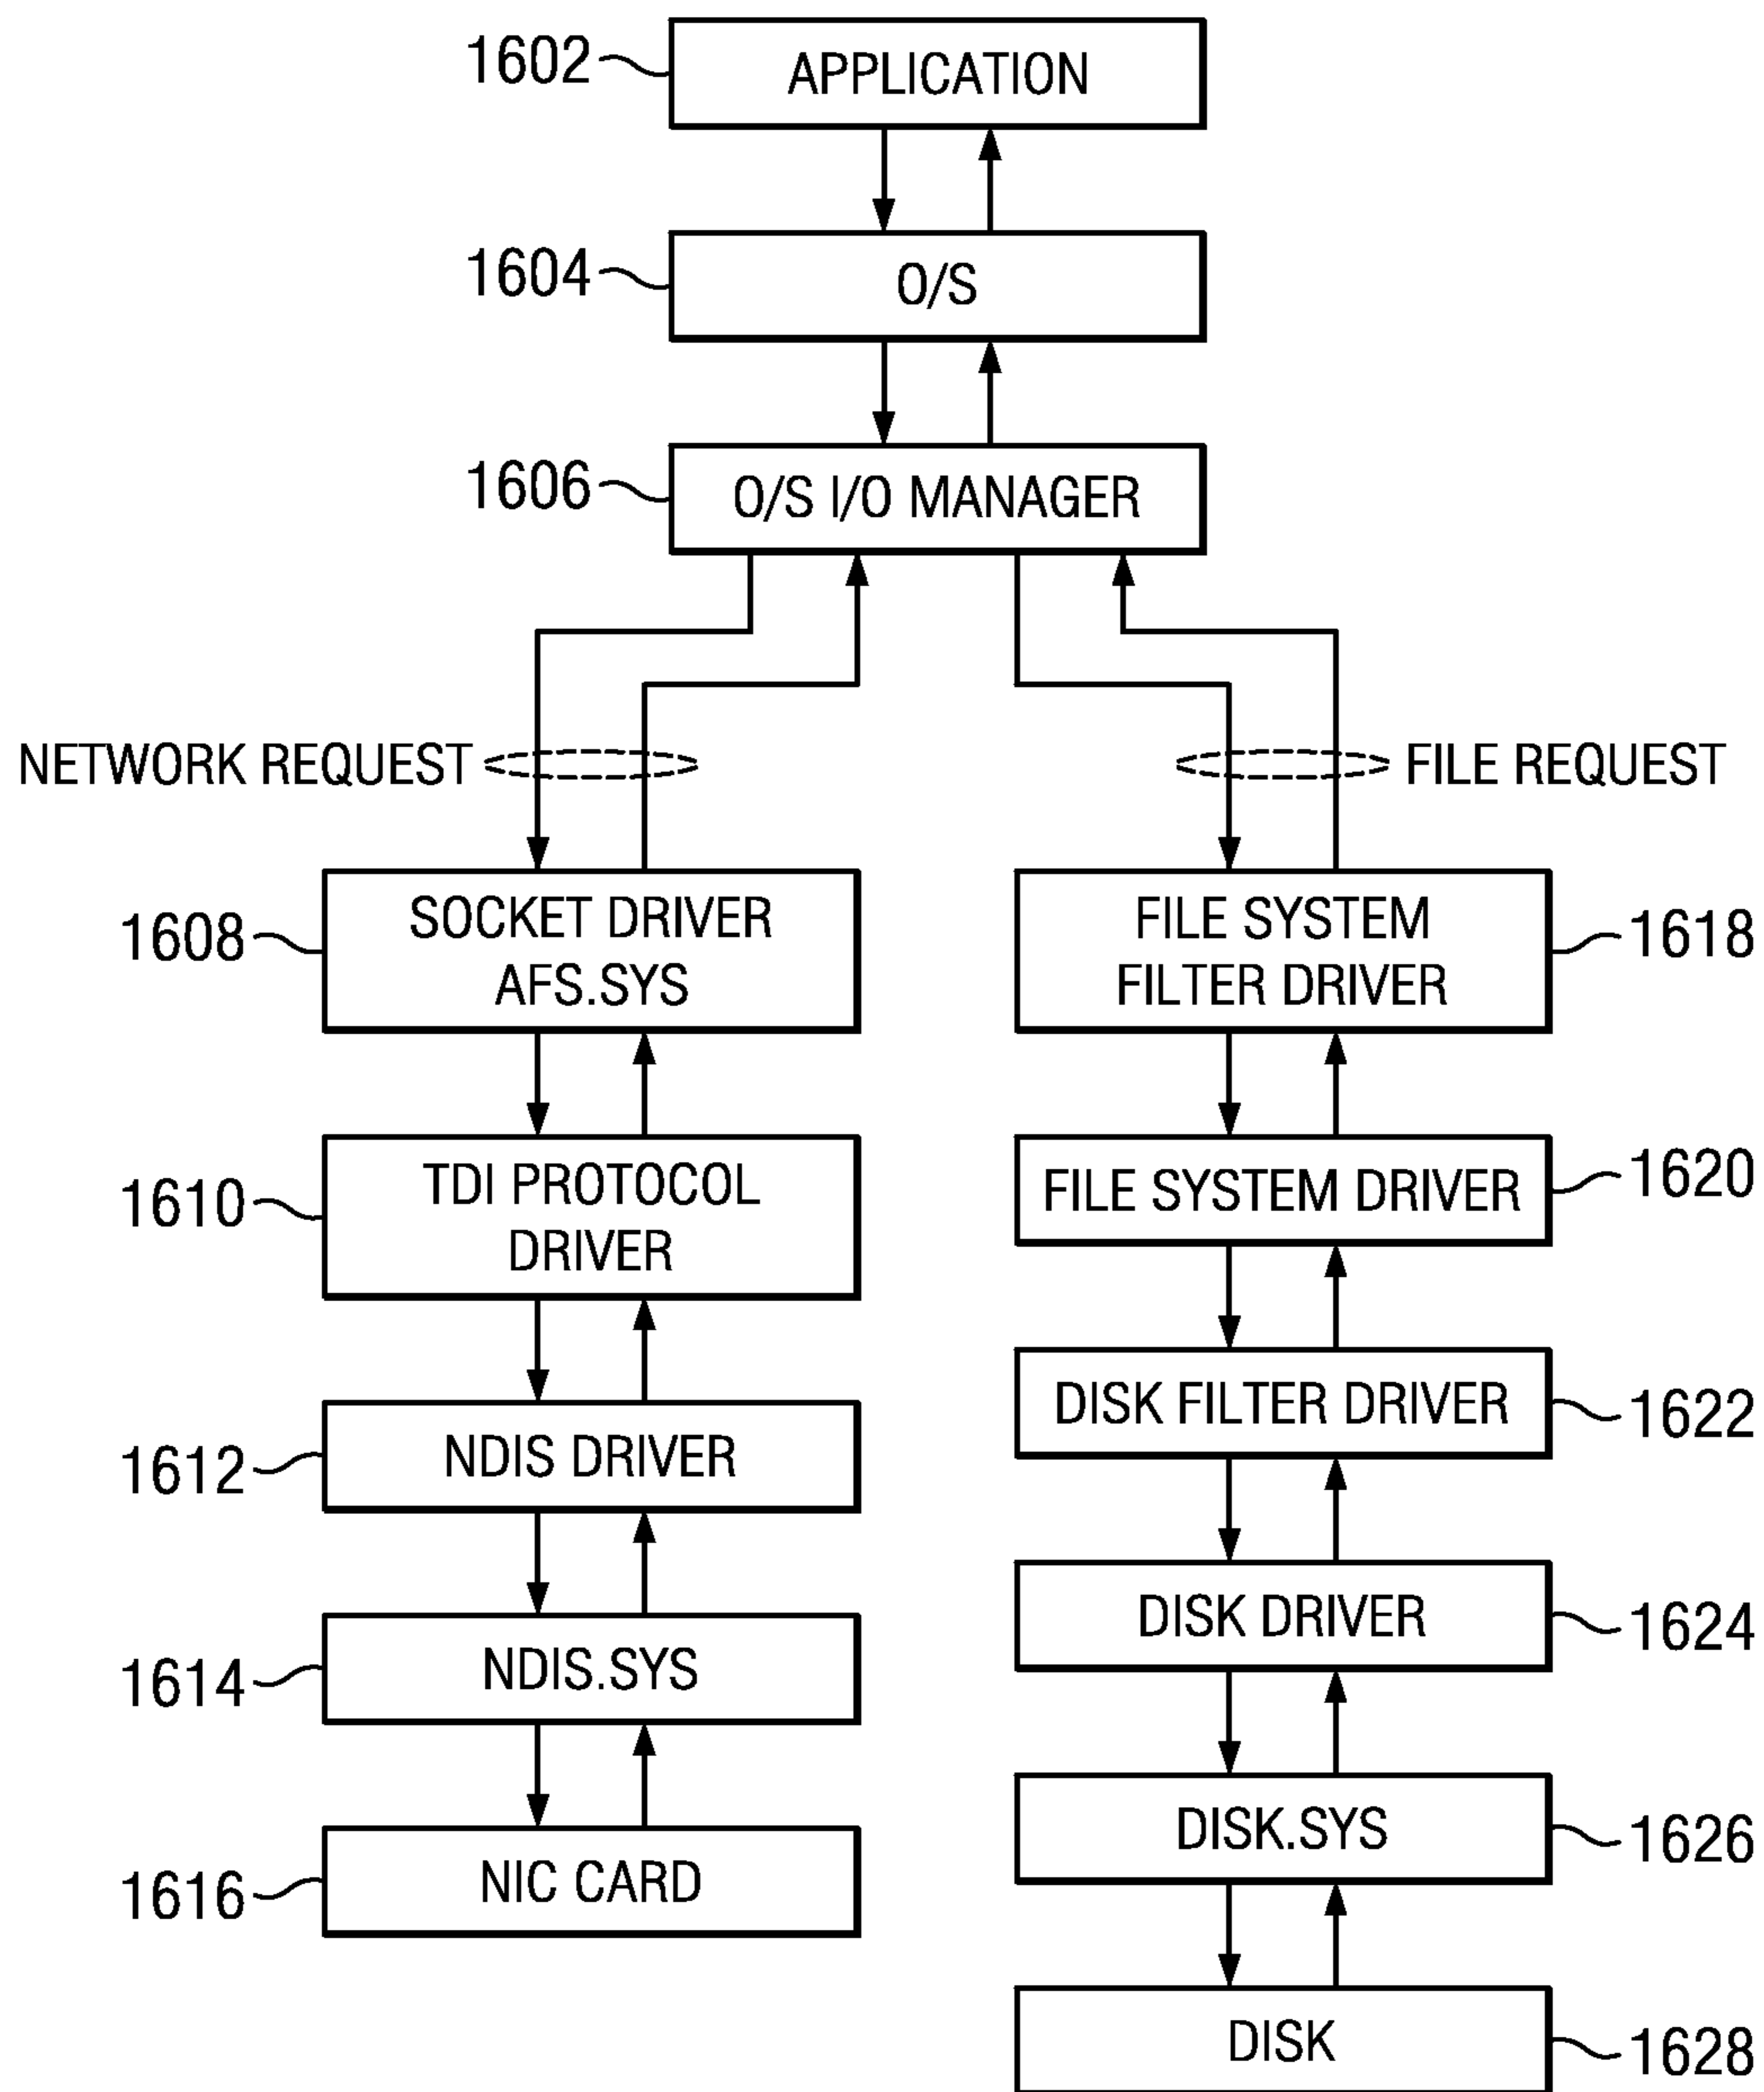 1602
APPLICATION
1604
O/S
1606
O/S I/O MANAGER
NETWORK REQUEST
FILE REQUEST
1608
SOCKET DRIVER
AFS.SYS
1610
TDI PROTOCOL
DRIVER
1612
NDIS DRIVER
1614
NDIS.SYS
1616
NIC CARD
FILE SYSTEM
FILTER DRIVER
1618
FILE SYSTEM DRIVER
1620
DISK FILTER DRIVER
1622
DISK DRIVER
1624
DISK.SYS
1626
DISK
1628